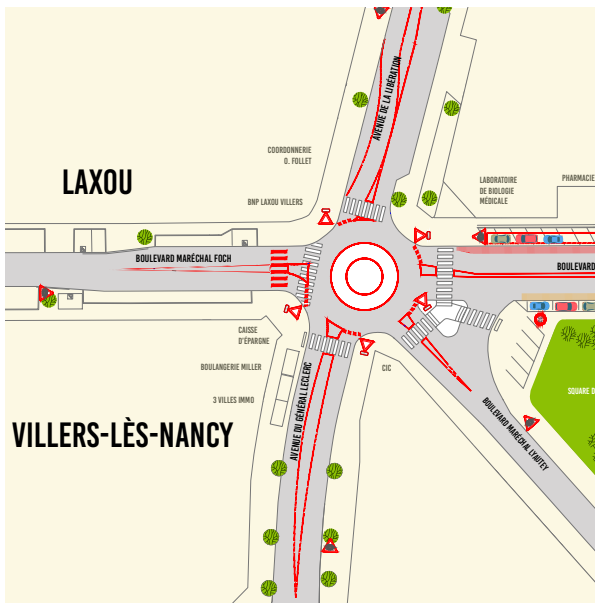 AVENUE DE LA LIBÉRATION
COORDONNERIE
O. FOLLET
LAXOU
LABORATOIRE
DE BIOLOGIE
MÉDICALE
PHARMACIE
BNP LAXOU VILLERS
BOULEVARD MARÉCHAL FOCH
BOULEVARD
CAISSE
D'ÉPARGNE
BOULANGERIE MILLER
CIC
3 VILLES IMMO
AVENUE DU GÉNÉRAL LECLERC
SQUARE D
VILLERS-LÈS-NANCY
BOULEVARD MARÉCHAL LYAUTEY